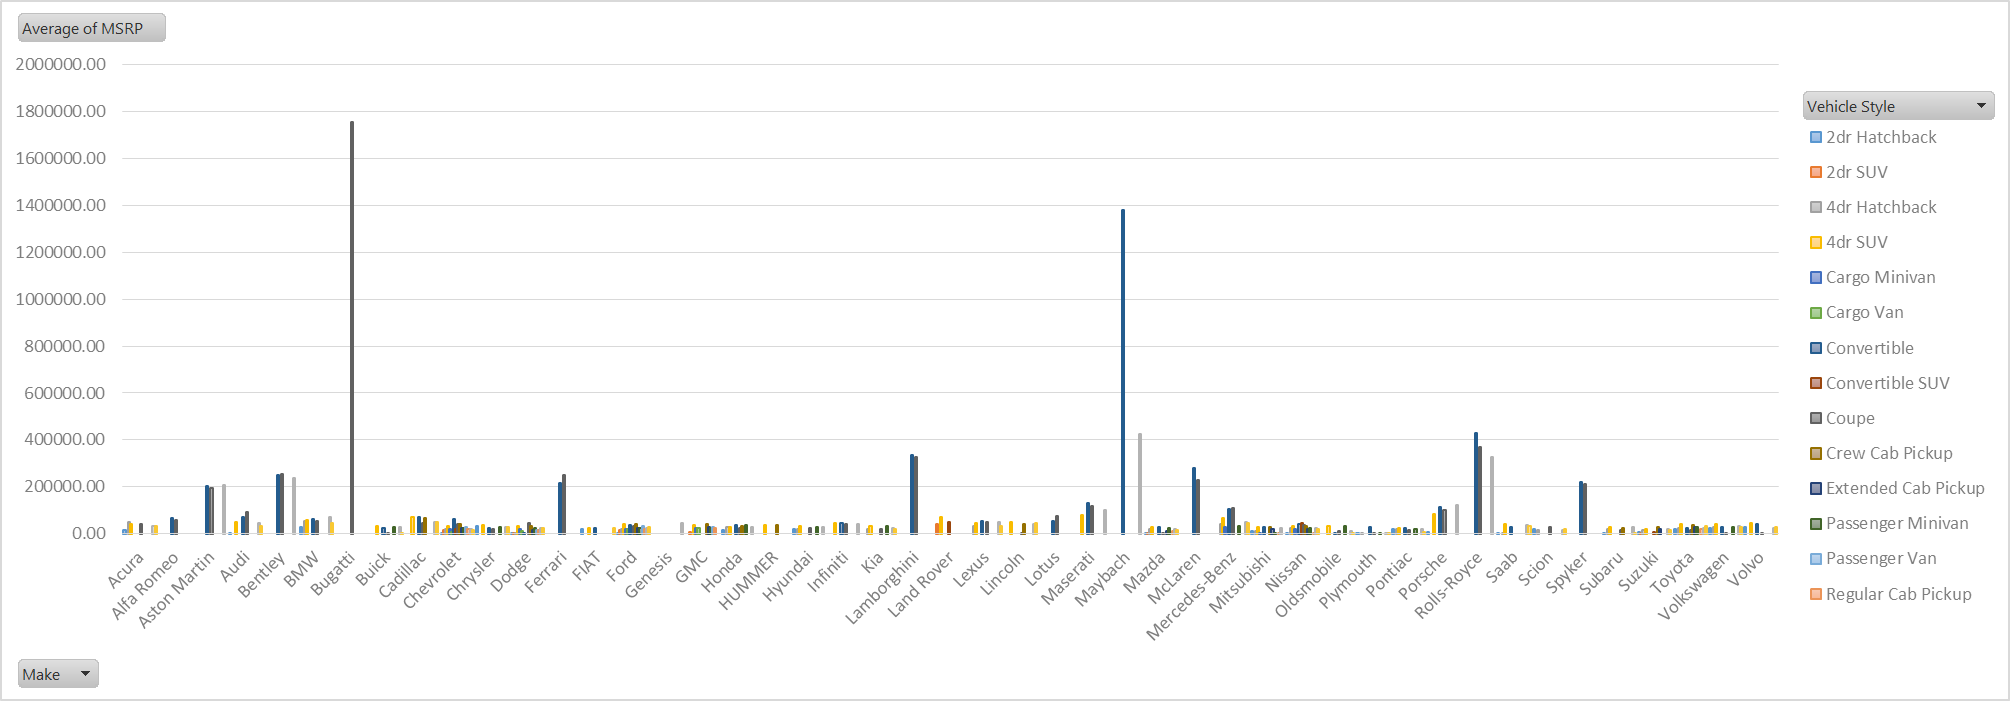 Average of MSRP
2000000.00
1800000.00
1600000.00
1400000.00
1200000.00
1000000.00
800000.00
600000.00
400000.00
200000.00
0.00
Acura
Alfa Romeo
Aston Martin
Audi
Bentley
BMW
Bugatti
Buick
Cadillac
Chevrolet
Chrysler
Dodge
Ferrari
FIAT
Ford
Genesis
GMC
Honda
HUMMER
Hyundai
Infiniti
Kia
Lamborghini
Land Rover
Lexus
Lincoln
Lotus
Maserati
Maybach
Mazda
McLaren
Mercedes-Benz
Mitsubishi
Nissan
Oldsmobile
Plymouth
Pontiac
Porsche
Rolls-Royce
Saab
Scion
Spyker
Subaru
Suzuki
Toyota
Volkswagen
Volvo
Vehicle Style
2dr Hatchback
2dr SUV
4dr Hatchback
4dr SUV
Cargo Minivan
Cargo Van
Convertible
Convertible SUV
Coupe
Crew Cab Pickup
Extended Cab Pickup
Passenger Minivan
Passenger Van
Regular Cab Pickup
Make